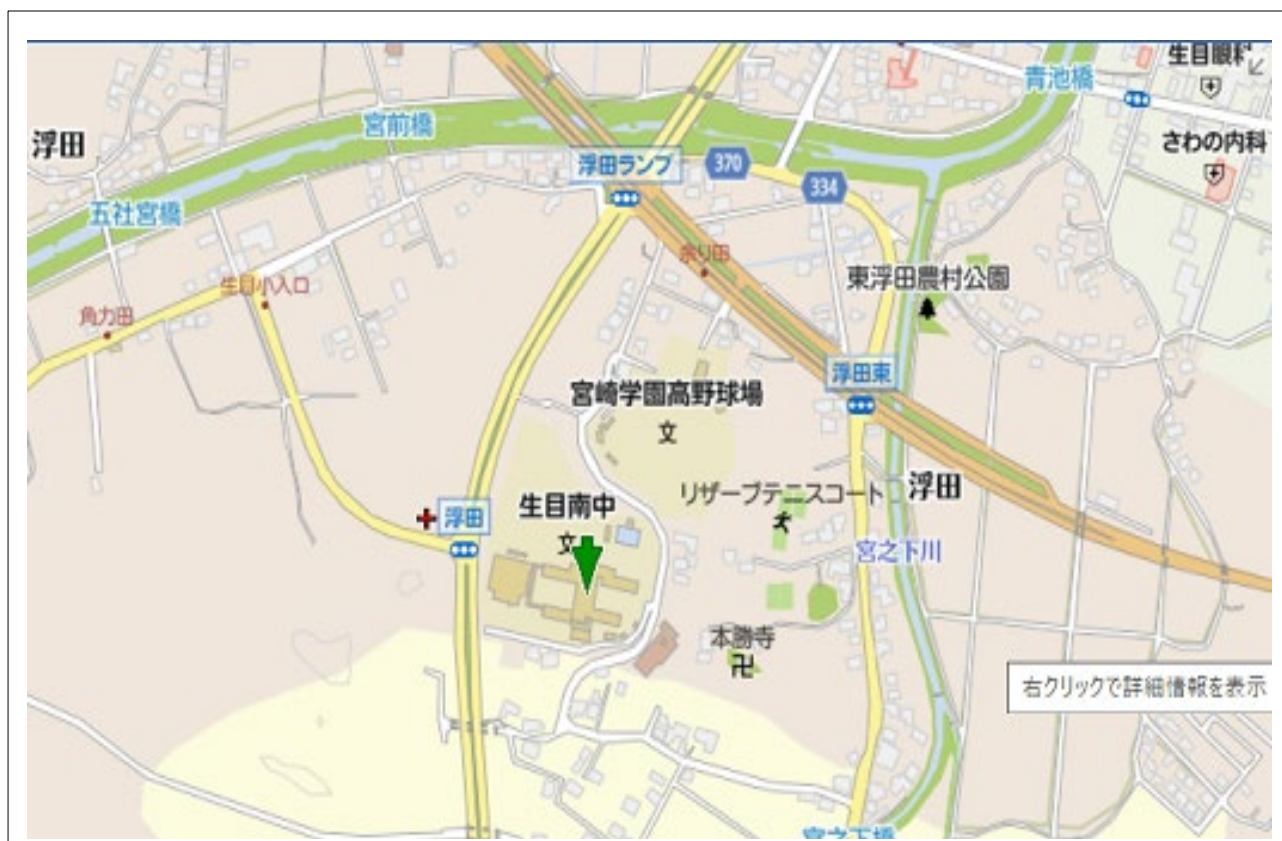 生目眼科
青池橋
宮前橋
浮田
さわの内科
浮田ランプ
370
334
五社宮橋
余り田
生目小入口
東浮田農村公園
角力田
浮田東
宮崎学園高野球場
文
リザーブテニスコート
浮田
生目南中
浮田
文
宮之下川
本勝寺
卍
右クリックで詳細情報を表示
宮之下橋